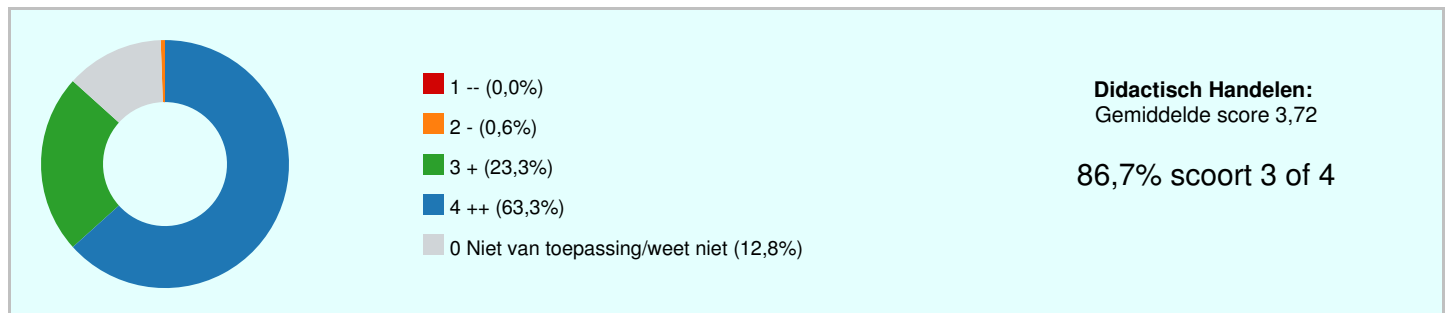 1 -- (0,0%)
2 - (0,6%)
3 + (23,3%)
4 ++ (63,3%)
0 Niet van toepassing/weet niet (12,8%)
Didactisch Handelen:
Gemiddelde score 3,72
86,7% scoort 3 of 4